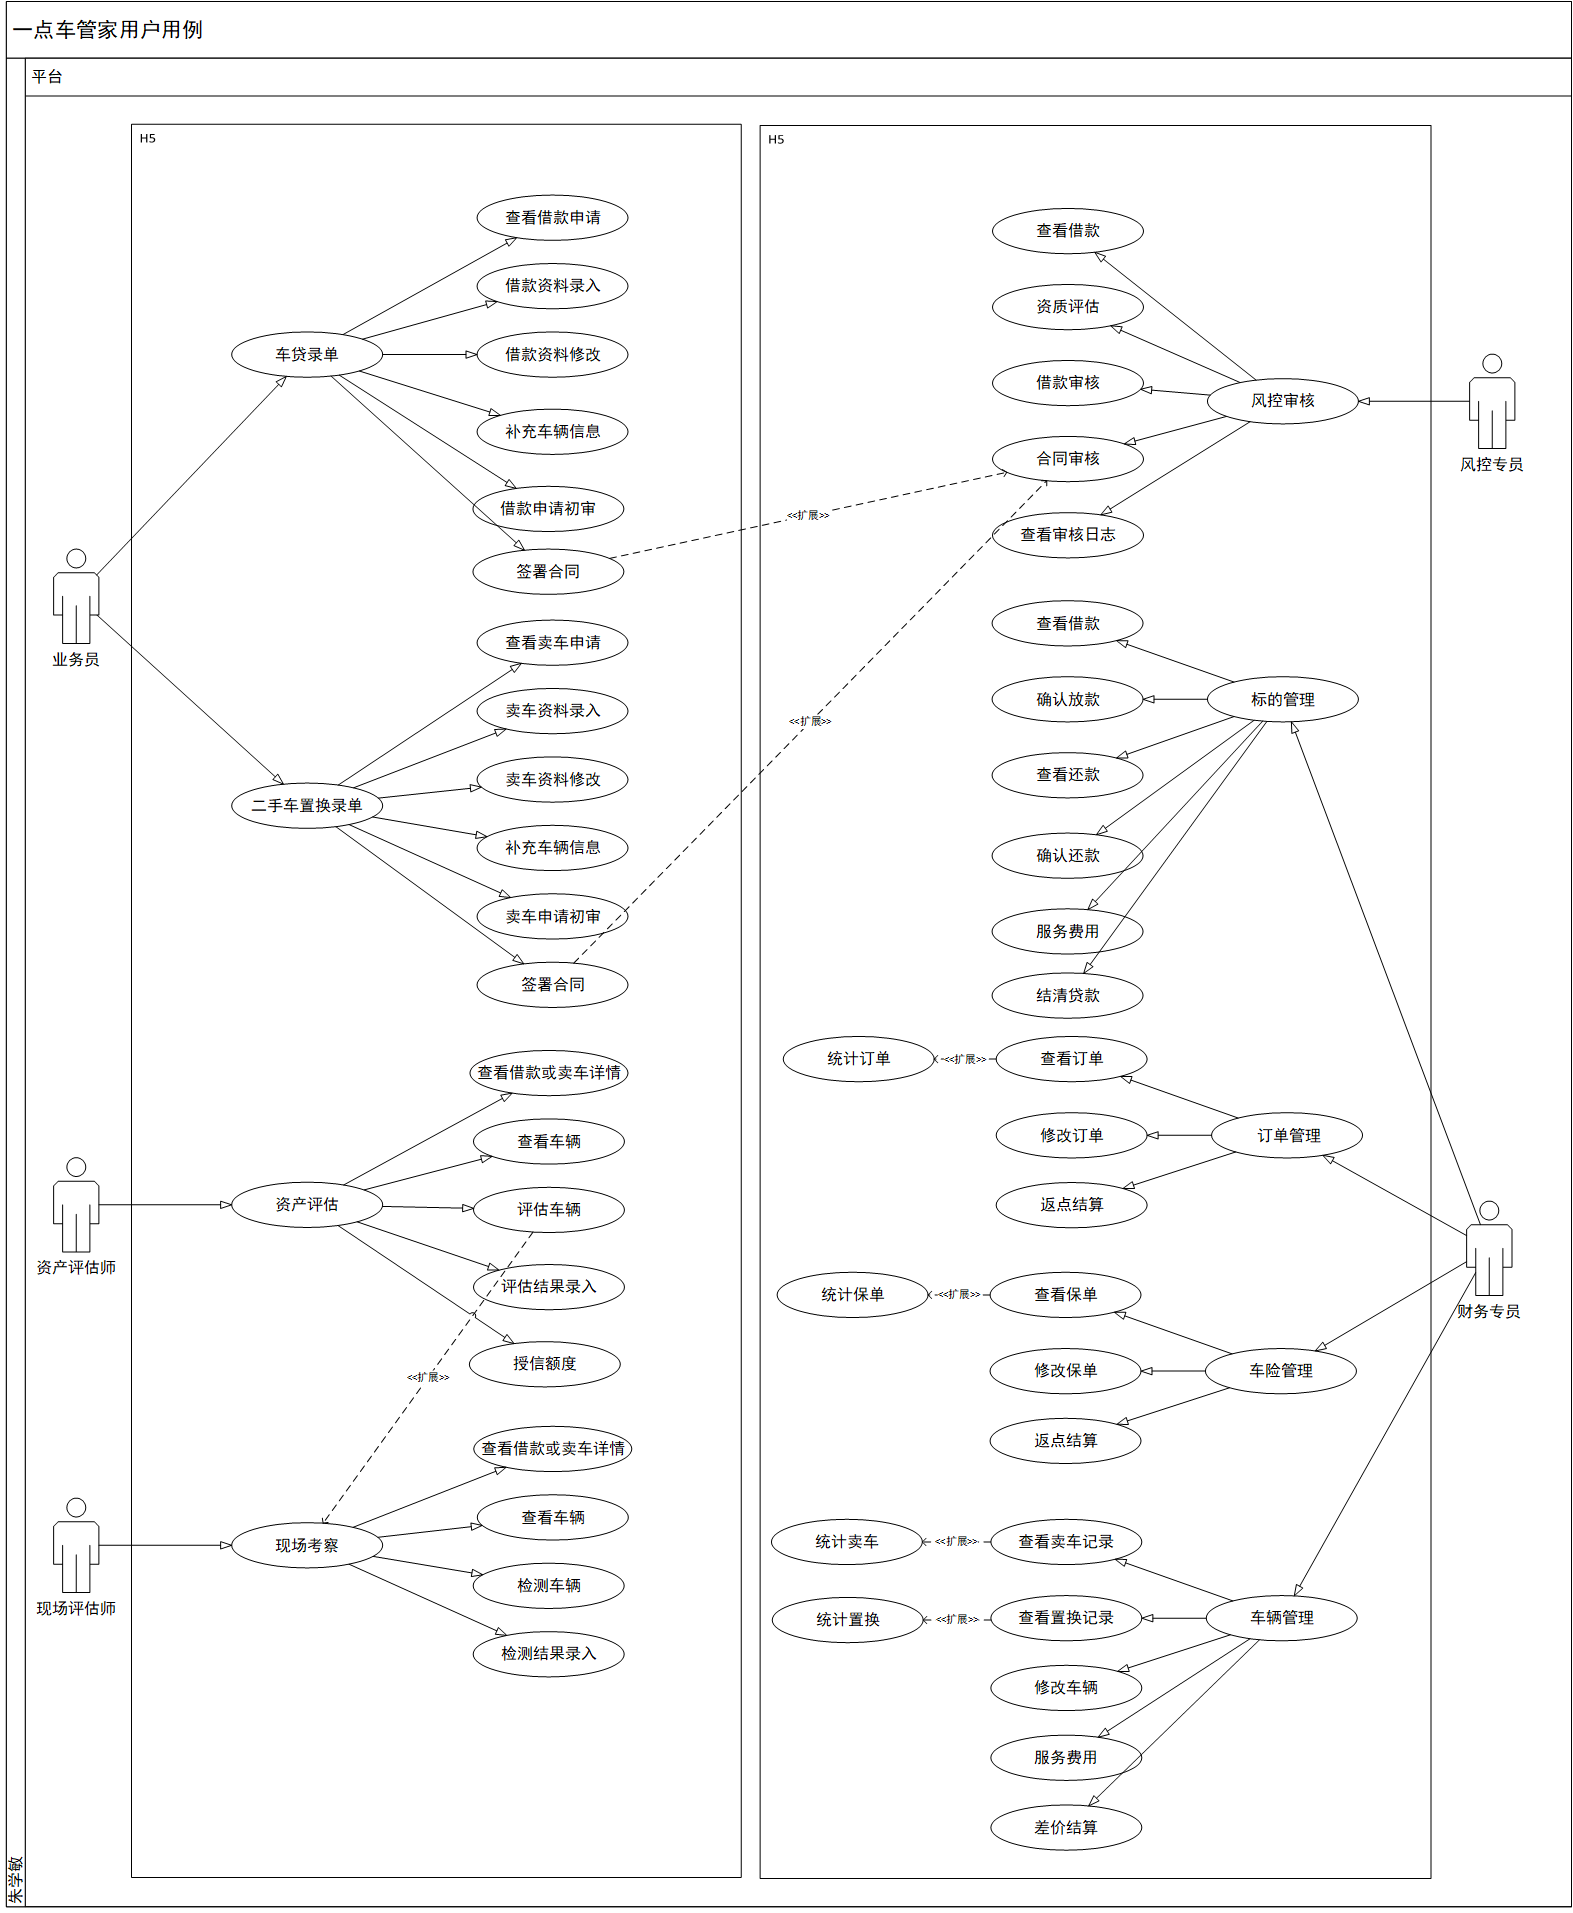 一点车管家用户用例
平台
朱学敏
H5
查看借款申请
借款资料录入
车贷录单
借款资料修改
补充车辆信息
借款申请初审
签署合同
业务员
查看卖车申请
卖车资料录入
卖车资料修改
二手车置换录单
补充车辆信息
卖车申请初审
签署合同
查看借款或卖车详情
查看车辆
资产评估
评估车辆
资产评估师
评估结果录入
授信额度
<<扩展>>
查看借款或卖车详情
查看车辆
现场考察
检测车辆
现场评估师
检测结果录入
H5
查看借款
资质评估
借款审核
风控审核
风控专员
合同审核
<<扩展>>
查看审核日志
查看借款
确认放款
标的管理
<<扩展>>
查看还款
确认还款
服务费用
结清贷款
统计订单
<<扩展>>
查看订单
修改订单
订单管理
返点结算
统计保单
<<扩展>>
查看保单
财务专员
修改保单
车险管理
返点结算
统计卖车
<<扩展>>
查看卖车记录
统计置换
<<扩展>>
查看置换记录
车辆管理
修改车辆
服务费用
差价结算